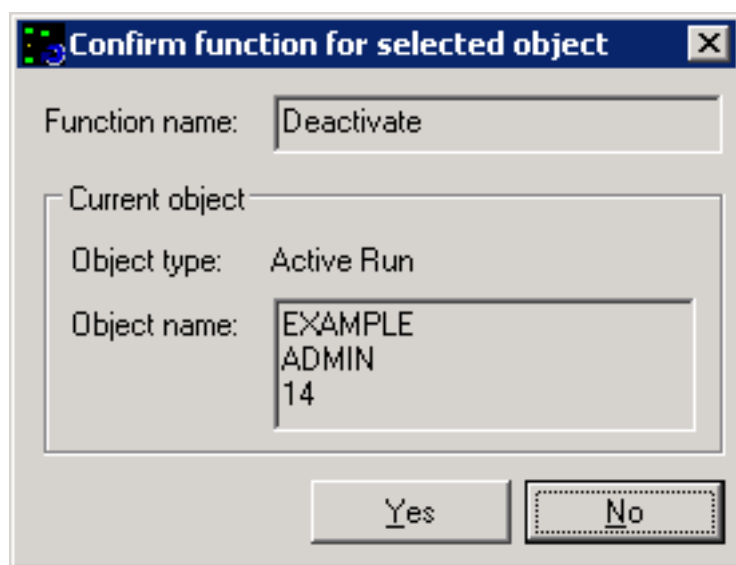 Confirm function for selected object
Function name: Deactivate
Current object
Object type: Active Run
Object name: EXAMPLE
ADMIN
14
Yes No